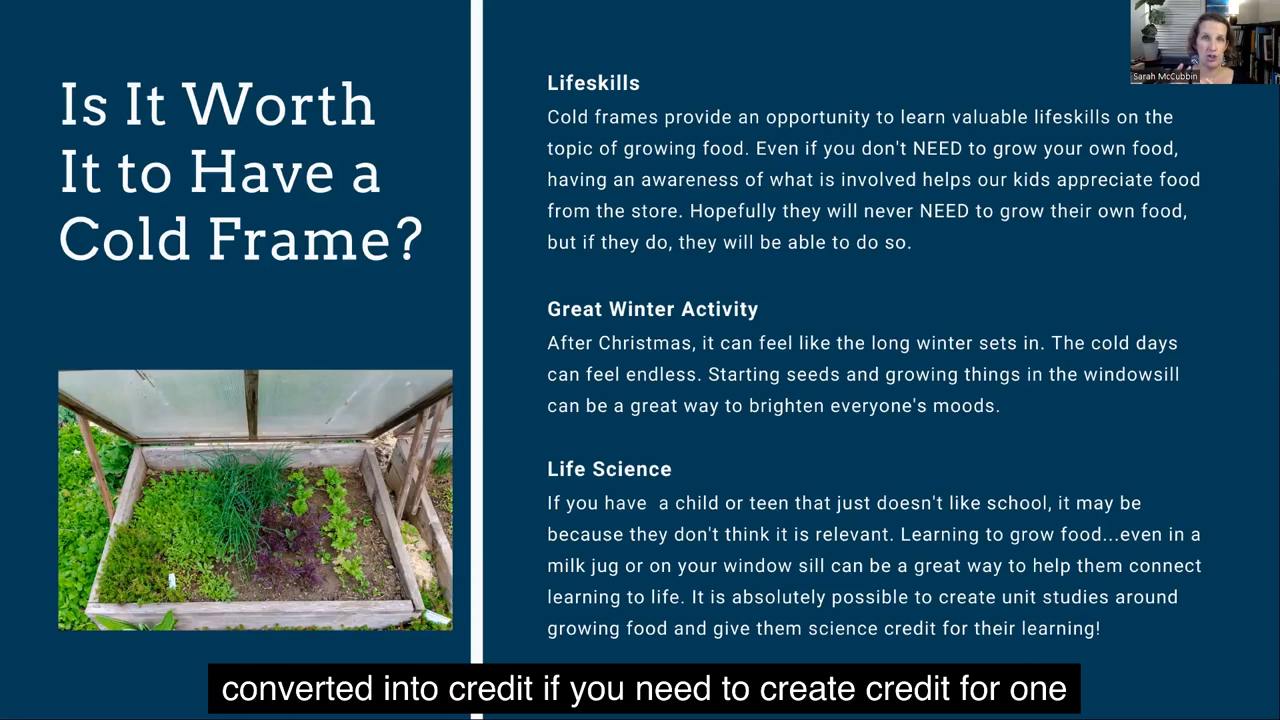 Is It Worth
It to Have a
Cold Frame?
Lifeskills
Cold frames provide an opportunity to learn valuable lifeskills on the
topic of growing food. Even if you don't NEED to grow your own food,
having an awareness of what is involved helps our kids appreciate food
from the store. Hopefully they will never NEED to grow their own food,
but if they do, they will be able to do so.
Great Winter Activity
After Christmas, it can feel like the long winter sets in. The cold days
can feel endless. Starting seeds and growing things in the windowsill
can be a great way to brighten everyone's moods.
Life Science
If you have  a child or teen that just doesn't like school, it may be
because they don't think it is relevant. Learning to grow food...even in a
milk jug or on your window sill can be a great way to help them connect
learning to life. It is absolutely possible to create unit studies around
growing food and give them science credit for their learning!
Sarah McCubbin
converted into credit if you need to create credit for one